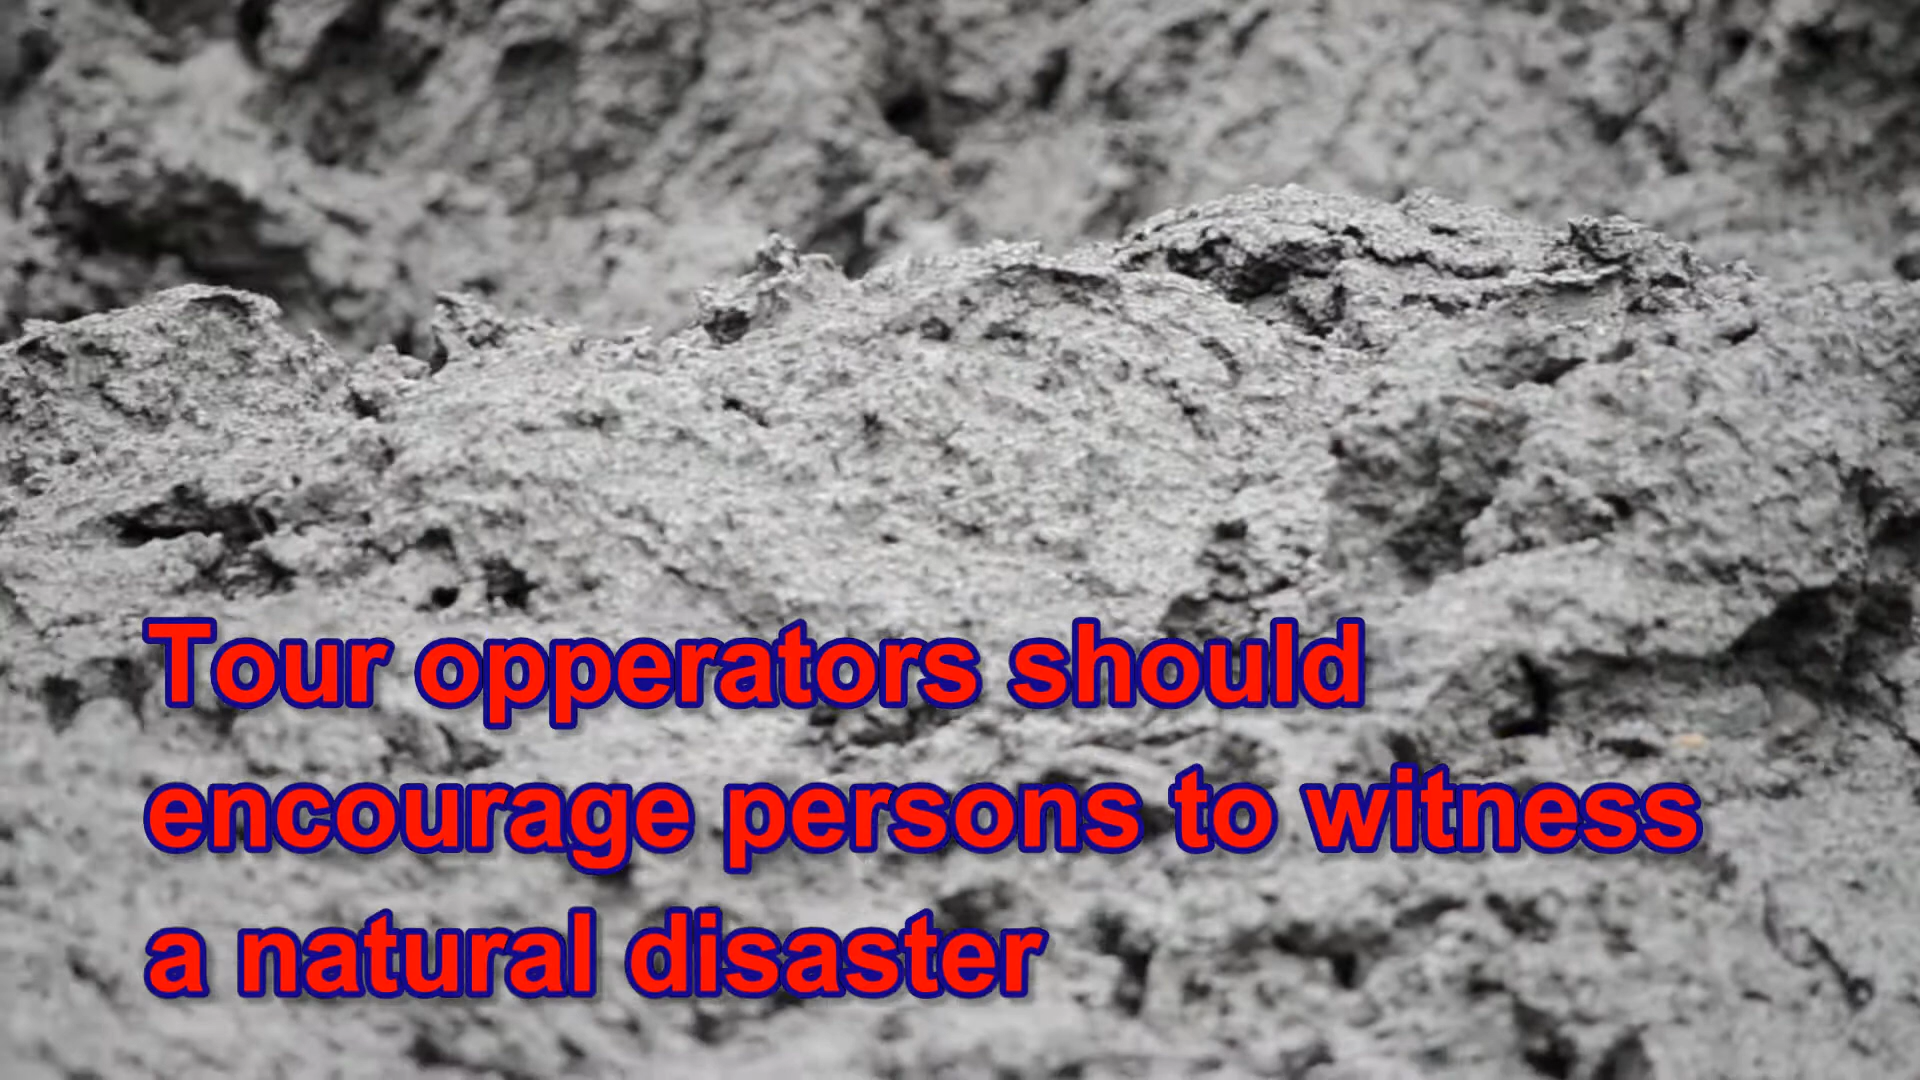 Tour opperators should
encourage persons to witness
a natural disaster